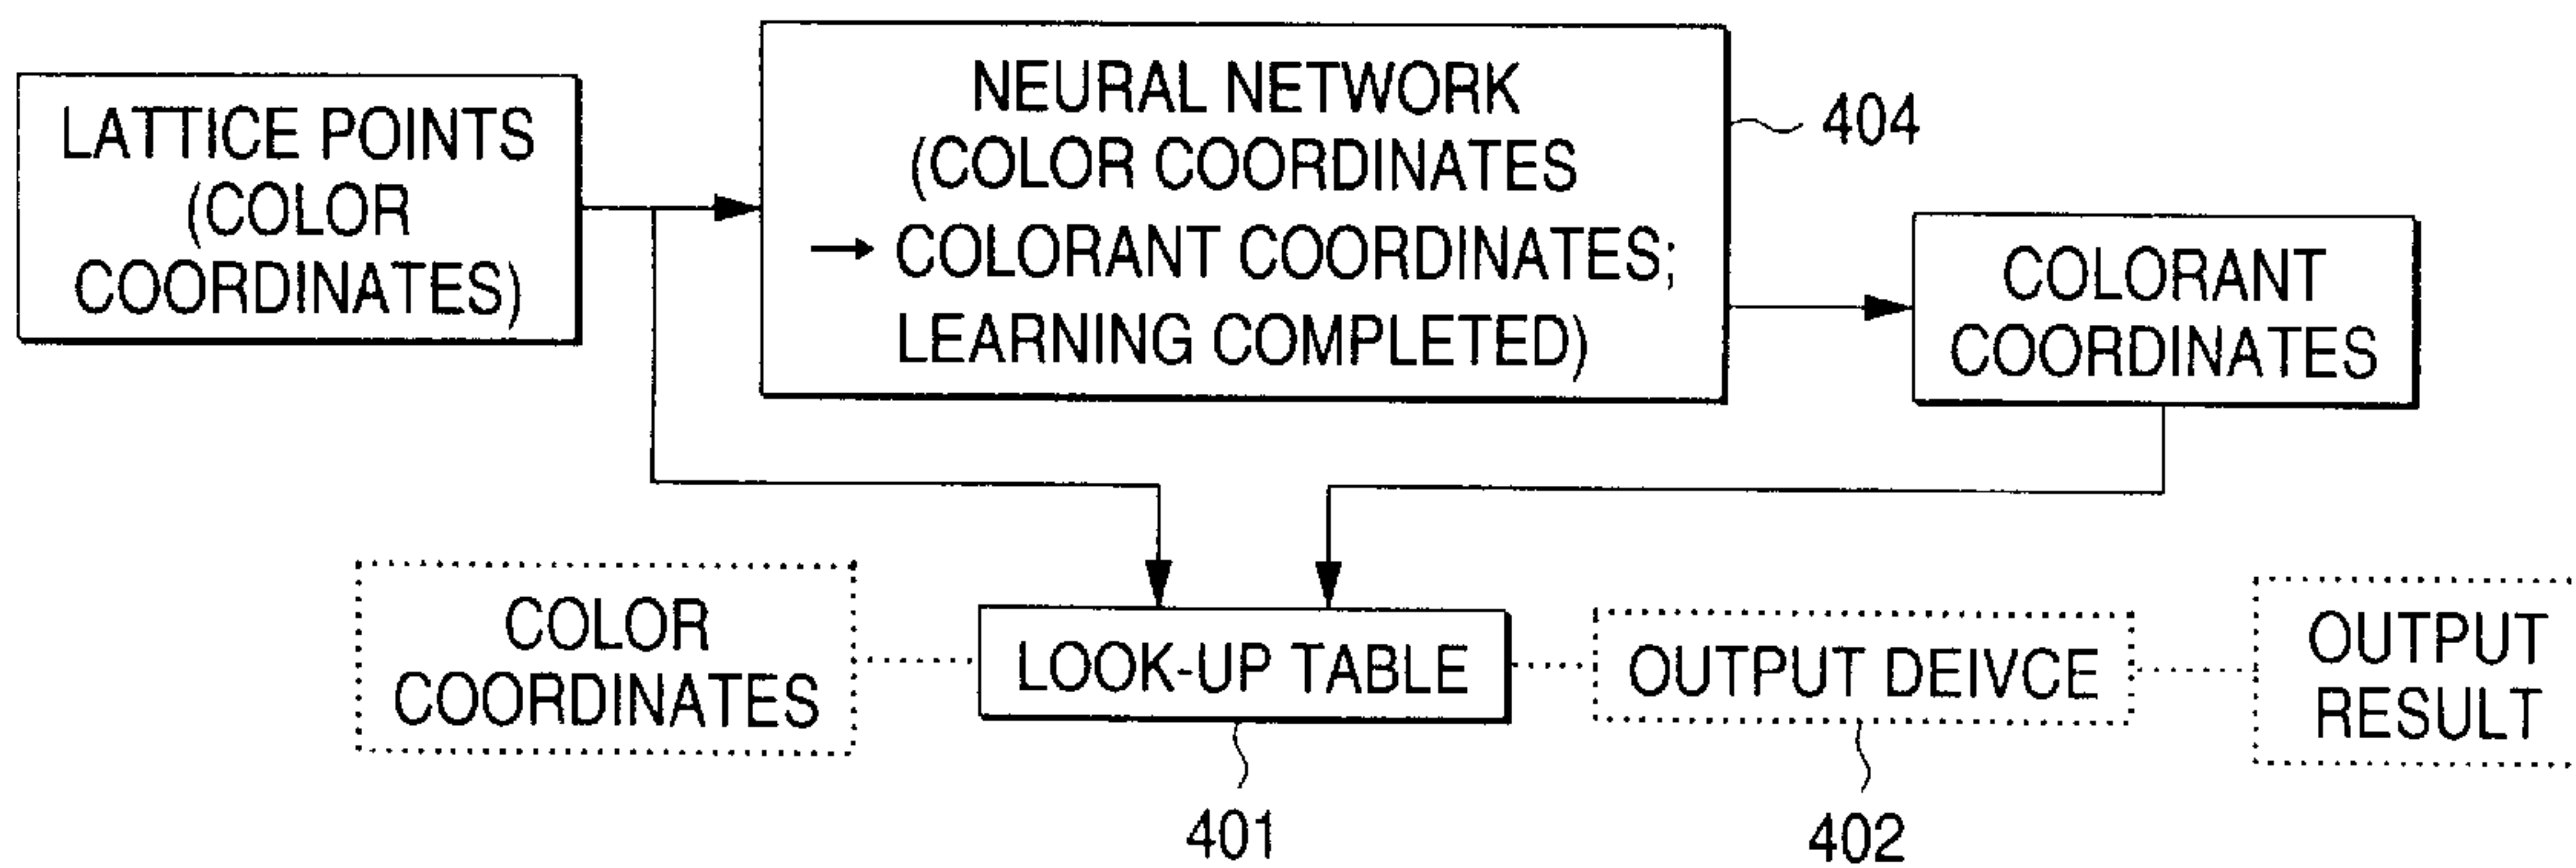 LATTICE POINTS
(COLOR
COORDINATES)
NEURAL NETWORK
(COLOR COORDINATES
→ COLORANT COORDINATES;
LEARNING COMPLETED)
404
COLORANT
COORDINATES
COLOR
COORDINATES
LOOK-UP TABLE
401
OUTPUT DEIVCE
402
OUTPUT
RESULT